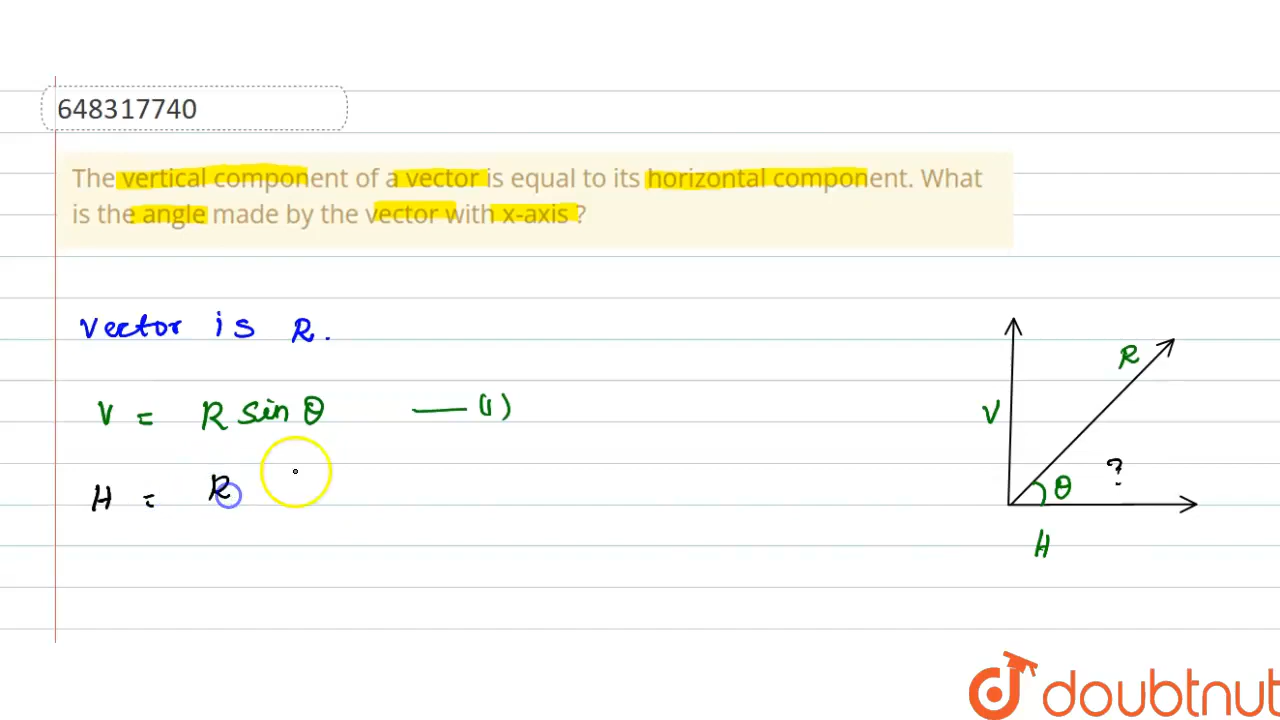 648317740
The vertical component of a vector is equal to its horizontal component. What
is the angle made by the vector with x-axis ?
Vector is R.
V = R sin θ —(1)
H = R
R
V
?
θ
H
doubtnut